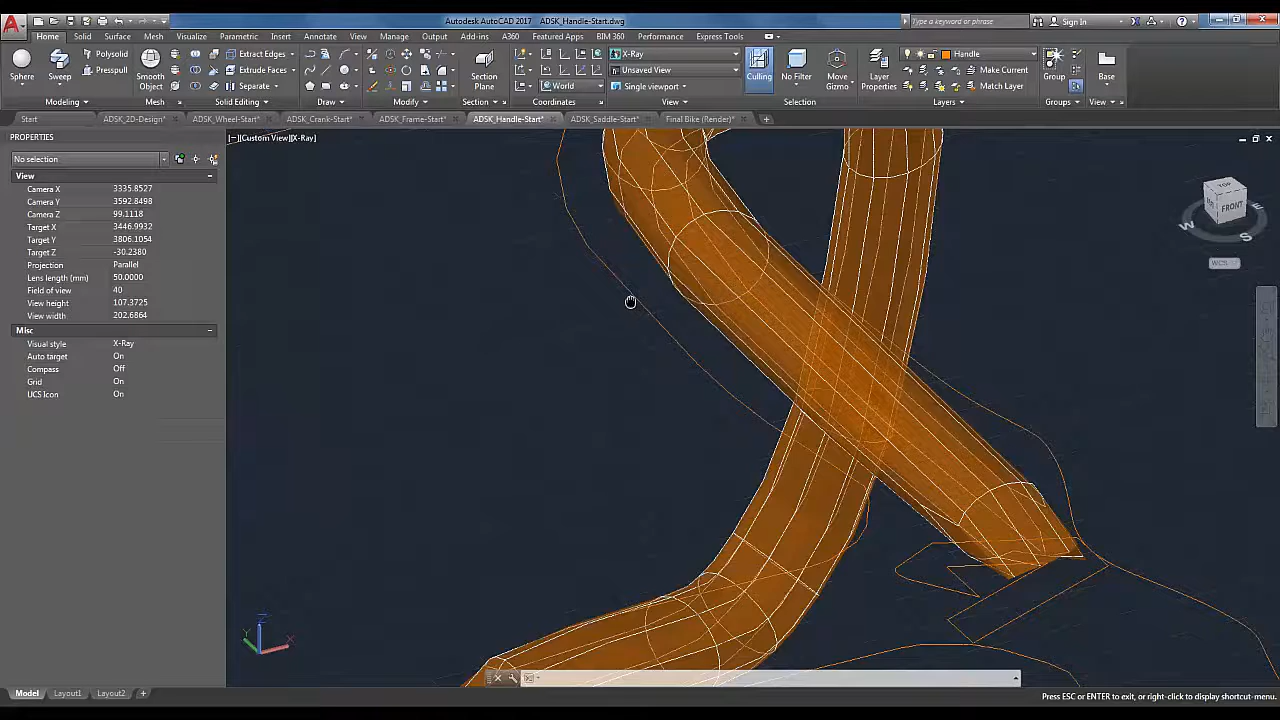 Autodesk AutoCAD 2017 ADSK_Handle-Start.dwg
Type a keyword or phrase
Sign In
Home Solid Surface Mesh Visualize Parametric Insert Annotate View Manage Output Add-ins A360 Featured Apps BIM 360 Performance Express Tools
Polysolid
Extrude Edges
X-Ray
Handle
Presspull
Extrude Faces
Unsaved View
Make Current
Sphere
Sweep
Smooth Object
Separate
Section Plane
World
Single viewport
Culling
No Filter
Move Gizmo
Layer Properties
Match Layer
Group
Base
Modeling
Mesh
Solid Editing
Draw
Modify
Section
Coordinates
View
Selection
Layers
Groups
View
Start ADSK_2D-Design* ADSK_Wheel-Start* ADSK_Crank-Start* ADSK_Frame-Start* ADSK_Handle-Start* ADSK_Saddle-Start* Final Bike (Render)*
PROPERTIES
[−][Custom View][X-Ray]
No selection
View
Camera X 3335.8527
Camera Y 3592.8498
Camera Z 99.1118
Target X 3446.9932
Target Y 3806.1054
Target Z -30.2380
Projection Parallel
Lens length (mm) 50.0000
Field of view 40
View height 107.3725
View width 202.6864
Misc
Visual style X-Ray
Auto target On
Compass Off
Grid On
UCS Icon On
TOP
FRONT
W
S
E
WCS
Z
Y
X
Model Layout1 Layout2
Press ESC or ENTER to exit, or right-click to display shortcut-menu.